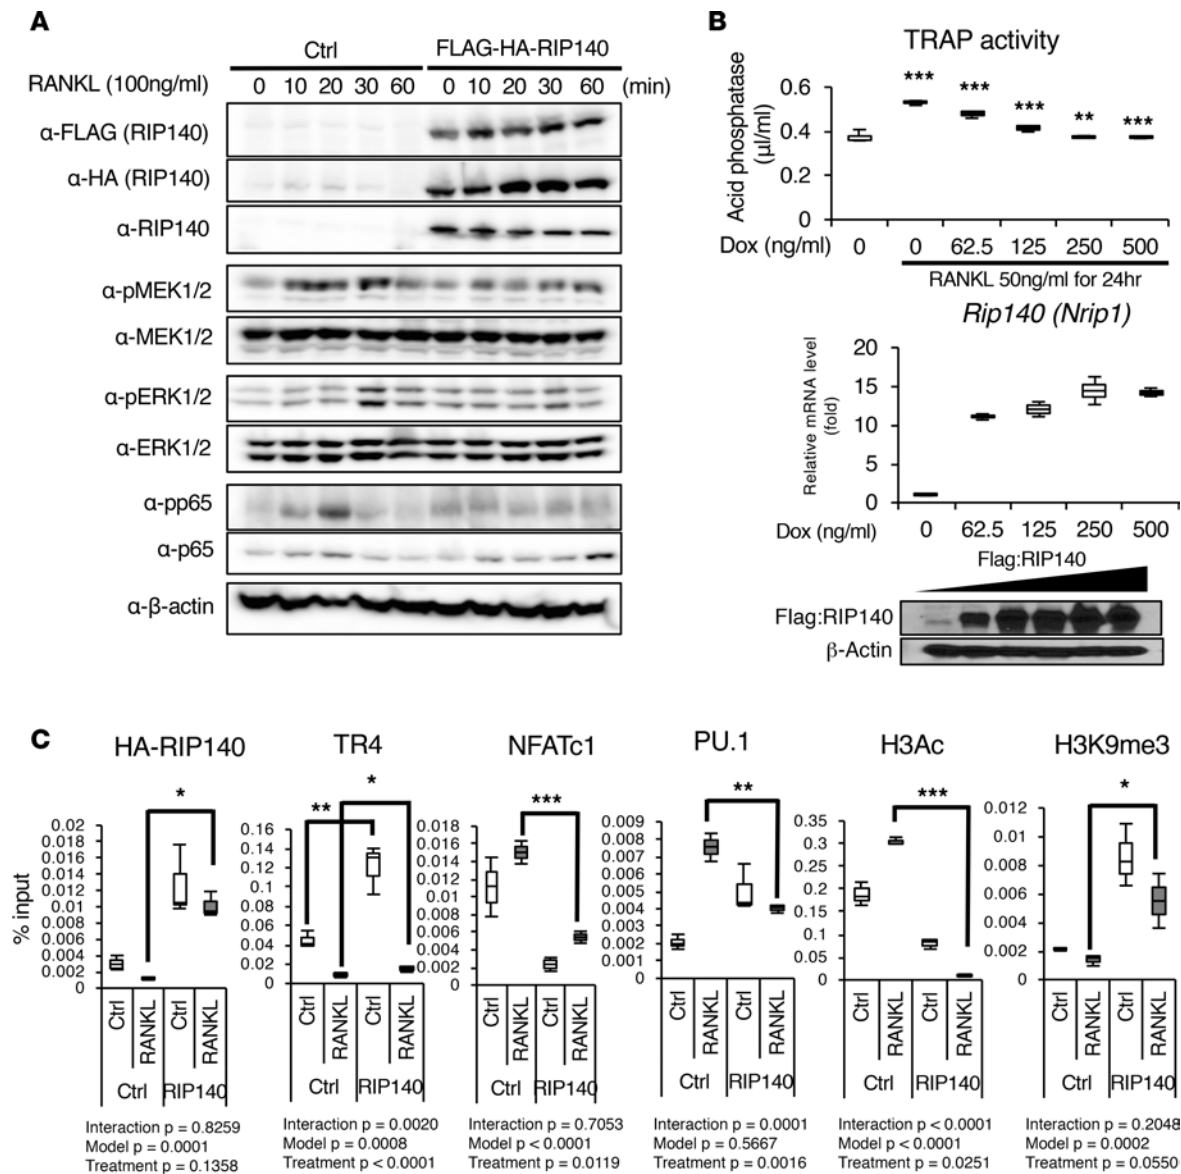 A
Ctrl FLAG-HA-RIP140
RANKL (100ng/ml) 0 10 20 30 60 0 10 20 30 60 (min)
α-FLAG (RIP140)
α-HA (RIP140)
α-RIP140
α-pMEK1/2
α-MEK1/2
α-pERK1/2
α-ERK1/2
α-pp65
α-p65
α-β-actin
B
TRAP activity
Acid phosphatase
(µl/ml)
0.6
0.4
0.2
0
*** *** *** ** ***
Dox (ng/ml) 0 0 62.5 125 250 500
RANKL 50ng/ml for 24hr
Rip140 (Nrip1)
Relative mRNA level
(fold)
20
15
10
5
0
Dox (ng/ml) 0 62.5 125 250 500
Flag:RIP140
Flag:RIP140
β-Actin
C
% input
HA-RIP140
*
0.02
0.018
0.016
0.014
0.012
0.01
0.008
0.006
0.004
0.002
0
Ctrl RANKL Ctrl RANKL
Ctrl RIP140
Interaction p = 0.8259
Model p = 0.0001
Treatment p = 0.1358
TR4
** *
0.16
0.14
0.12
0.1
0.08
0.06
0.04
0.02
0
Ctrl RANKL Ctrl RANKL
Ctrl RIP140
Interaction p = 0.0020
Model p = 0.0008
Treatment p < 0.0001
NFATc1
***
0.018
0.016
0.014
0.012
0.01
0.008
0.006
0.004
0.002
0
Ctrl RANKL Ctrl RANKL
Ctrl RIP140
Interaction p = 0.7053
Model p < 0.0001
Treatment p = 0.0119
PU.1
**
0.009
0.008
0.007
0.006
0.005
0.004
0.003
0.002
0.001
0
Ctrl RANKL Ctrl RANKL
Ctrl RIP140
Interaction p = 0.0001
Model p = 0.5667
Treatment p = 0.0016
H3Ac
***
0.35
0.3
0.25
0.2
0.15
0.1
0.05
0
Ctrl RANKL Ctrl RANKL
Ctrl RIP140
Interaction p < 0.0001
Model p < 0.0001
Treatment p = 0.0251
H3K9me3
*
0.012
0.01
0.008
0.006
0.004
0.002
0
Ctrl RANKL Ctrl RANKL
Ctrl RIP140
Interaction p = 0.2048
Model p = 0.0002
Treatment p = 0.0550